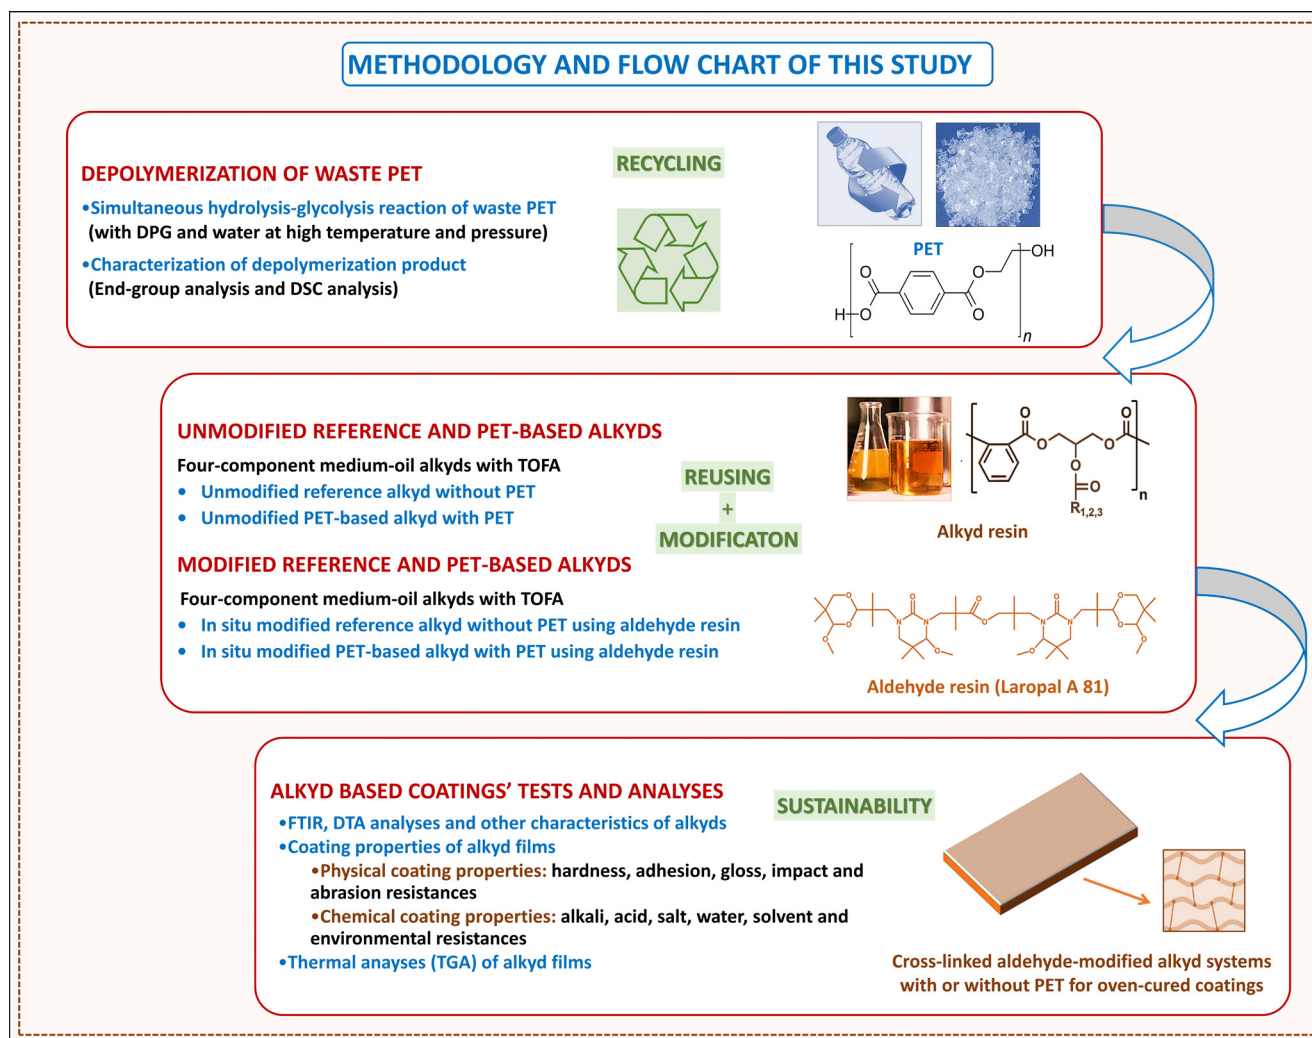 METHODOLOGY AND FLOW CHART OF THIS STUDY
DEPOLYMERIZATION OF WASTE PET
•Simultaneous hydrolysis-glycolysis reaction of waste PET
(with DPG and water at high temperature and pressure)
•Characterization of depolymerization product
(End-group analysis and DSC analysis)
RECYCLING
PET
O
O
OH
H
O
O
n
UNMODIFIED REFERENCE AND PET-BASED ALKYDS
Four-component medium-oil alkyds with TOFA
• Unmodified reference alkyd without PET
• Unmodified PET-based alkyd with PET
MODIFIED REFERENCE AND PET-BASED ALKYDS
Four-component medium-oil alkyds with TOFA
• In situ modified reference alkyd without PET using aldehyde resin
• In situ modified PET-based alkyd with PET using aldehyde resin
REUSING
+
MODIFICATON
O
O
O
O
O
O
R1,2,3
n
Alkyd resin
O
O
O
O
O
N
N
O
O
O
N
N
O
O
O
O
O
Aldehyde resin (Laropal A 81)
ALKYD BASED COATINGS’ TESTS AND ANALYSES
•FTIR, DTA analyses and other characteristics of alkyds
•Coating properties of alkyd films
•Physical coating properties: hardness, adhesion, gloss, impact and
abrasion resistances
•Chemical coating properties: alkali, acid, salt, water, solvent and
environmental resistances
•Thermal anayses (TGA) of alkyd films
SUSTAINABILITY
Cross-linked aldehyde-modified alkyd systems
with or without PET for oven-cured coatings